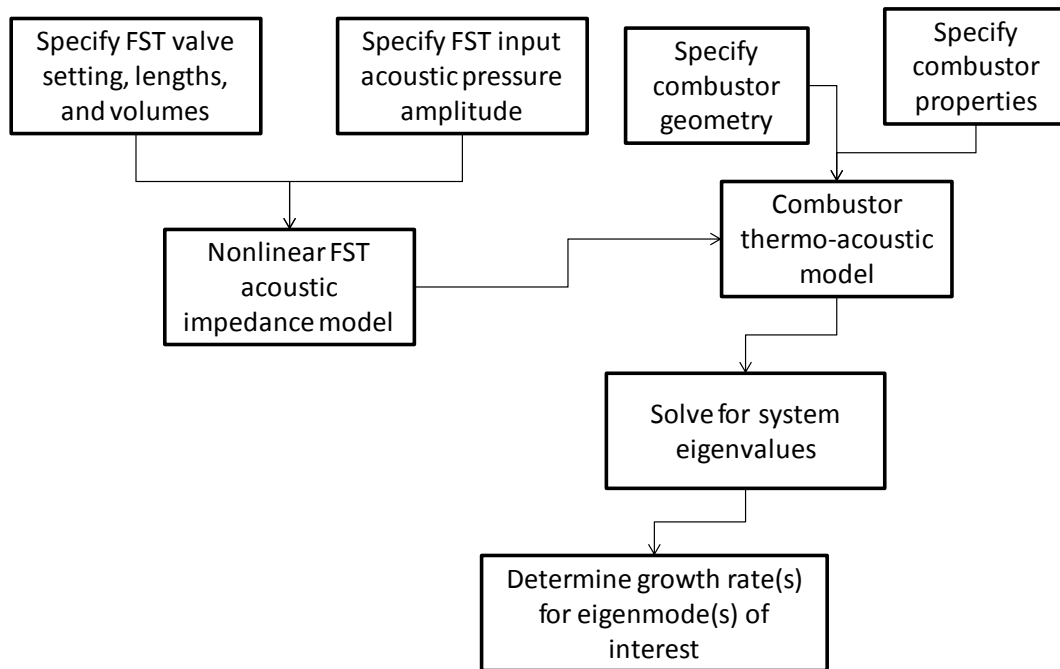 Specify FST valve
setting, lengths,
and volumes
Specify FST input
acoustic pressure
amplitude
Specify
combustor
geometry
Specify
combustor
properties
Nonlinear FST
acoustic
impedance model
Combustor
thermo-acoustic
model
Solve for system
eigenvalues
Determine growth rate(s)
for eigenmode(s) of
interest